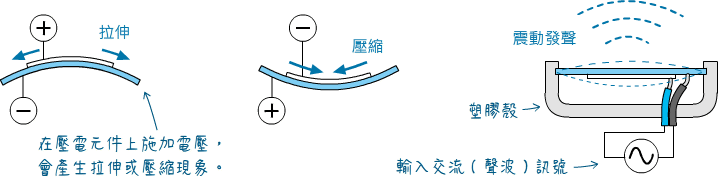 拉伸
在壓電元件上施加電壓，
會產生拉伸或壓縮現象。
壓縮
震動發聲
塑膠殼
輸入交流（聲波）訊號